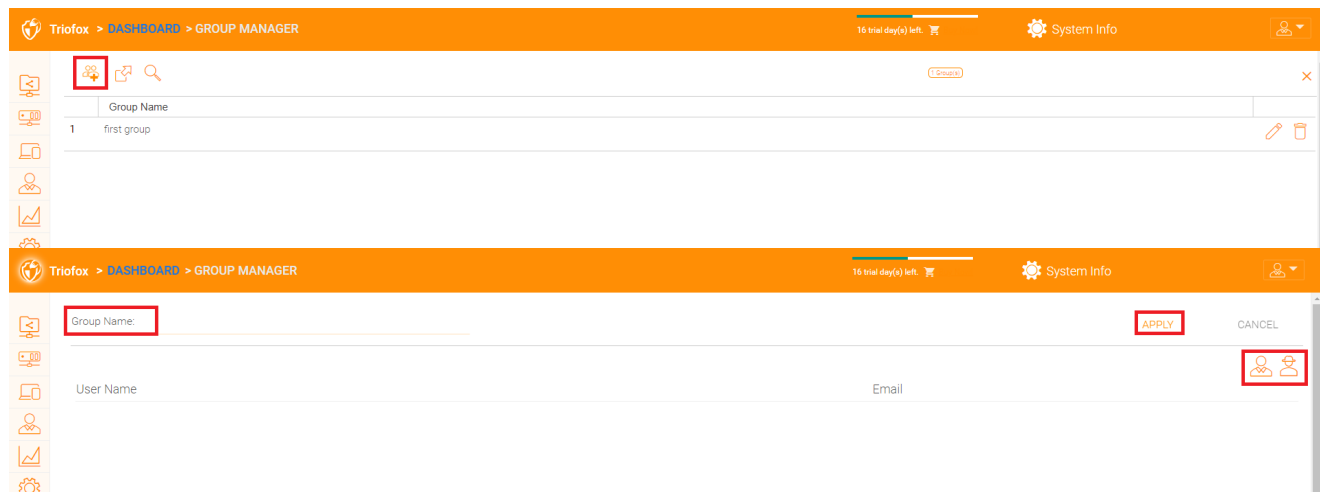 Triofox > DASHBOARD > GROUP MANAGER
16 trial day(s) left.
System Info
1 Group(s)
Group Name
1 first group
Triofox > DASHBOARD > GROUP MANAGER
16 trial day(s) left.
System Info
Group Name:
APPLY
CANCEL
User Name
Email